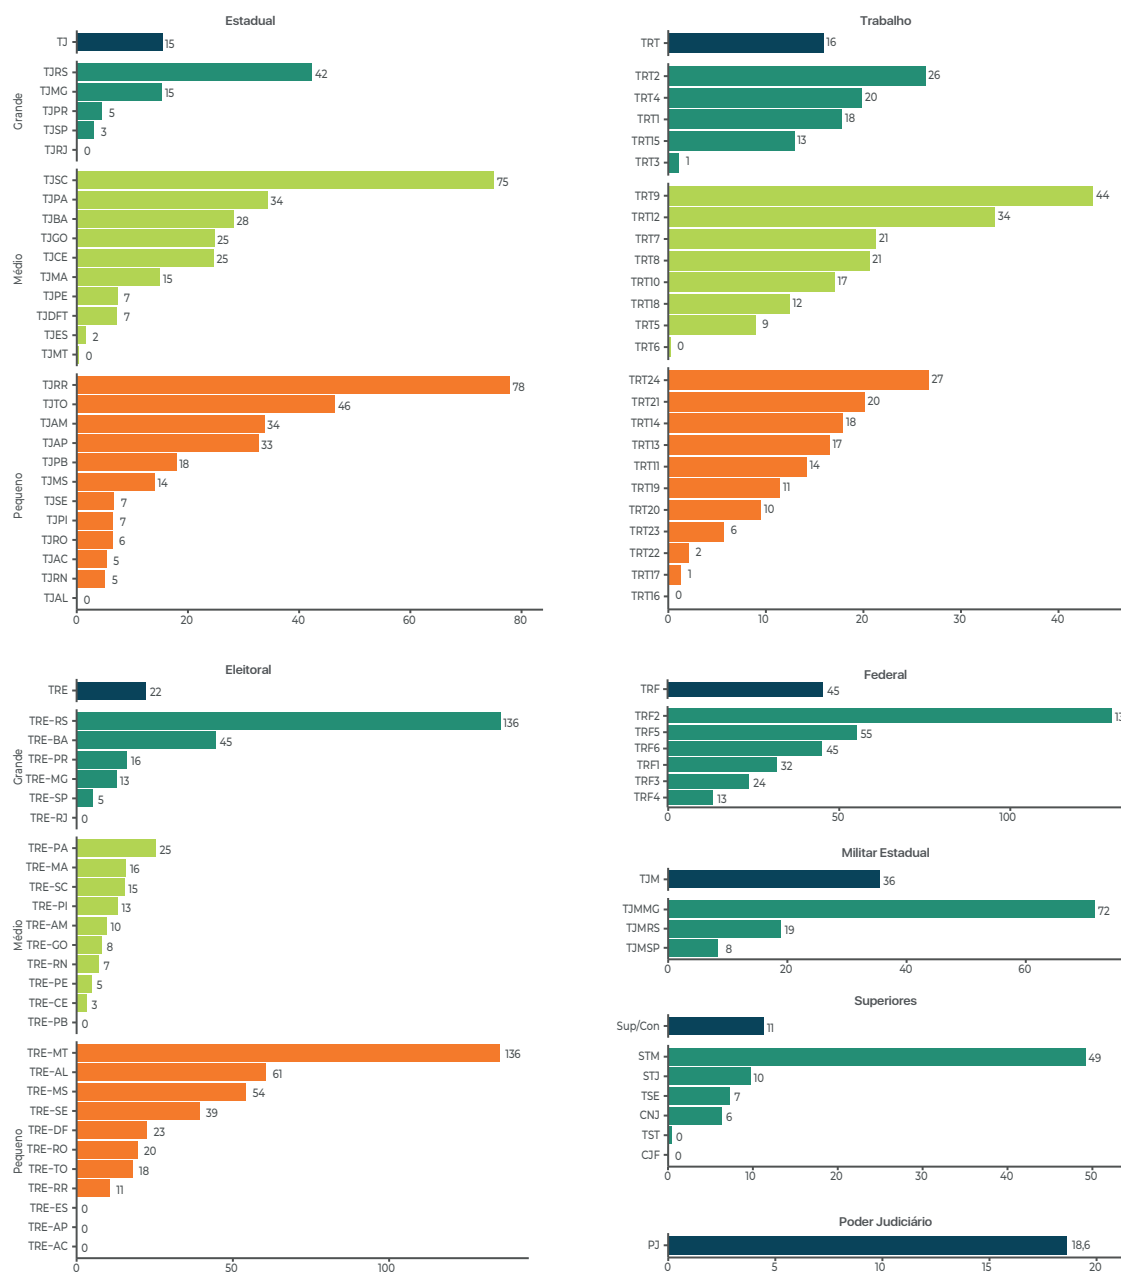 Estadual
TJ 15
Grande
TJRS 42
TJMG 15
TJPR 5
TJSP 3
TJRJ 0
Médio
TJSC 75
TJPA 34
TJBA 28
TJGO 25
TJCE 25
TJMA 15
TJPE 7
TJDFT 7
TJES 2
TJMT 0
Pequeno
TJRR 78
TJTO 46
TJAM 34
TJAP 33
TJPB 18
TJMS 14
TJSE 7
TJPI 7
TJRO 6
TJAC 5
TJRN 5
TJAL 0
0 20 40 60 80
Trabalho
TRT 16
TRT2 26
TRT4 20
TRT1 18
TRT15 13
TRT3 1
TRT9 44
TRT12 34
TRT7 21
TRT8 21
TRT10 17
TRT18 12
TRT5 9
TRT6 0
TRT24 27
TRT21 20
TRT14 18
TRT13 17
TRT11 14
TRT19 11
TRT20 10
TRT23 6
TRT22 2
TRT17 1
TRT16 0
0 10 20 30 40
Eleitoral
TRE 22
Grande
TRE-RS 136
TRE-BA 45
TRE-PR 16
TRE-MG 13
TRE-SP 5
TRE-RJ 0
Médio
TRE-PA 25
TRE-MA 16
TRE-SC 15
TRE-PI 13
TRE-AM 10
TRE-GO 8
TRE-RN 7
TRE-PE 5
TRE-CE 3
TRE-PB 0
Pequeno
TRE-MT 136
TRE-AL 61
TRE-MS 54
TRE-SE 39
TRE-DF 23
TRE-RO 20
TRE-TO 18
TRE-RR 11
TRE-ES 0
TRE-AP 0
TRE-AC 0
0 50 100
Federal
TRF 45
TRF2
TRF5 55
TRF6 45
TRF1 32
TRF3 24
TRF4 13
0 50 100
Militar Estadual
TJM 36
TJMMG 72
TJMRS 19
TJMSP 8
0 20 40 60
Superiores
Sup/Con 11
STM 49
STJ 10
TSE 7
CNJ 6
TST 0
CJF 0
0 10 20 30 40 50
Poder Judiciário
PJ 18,6
0 5 10 15 20